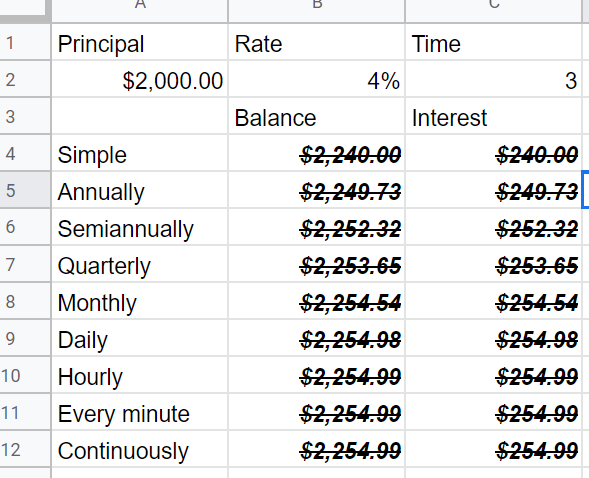 A B C
1 Principal Rate Time
2 $2,000.00 4% 3
3 Balance Interest
4 Simple $2,240.00 $240.00
5 Annually $2,249.73 $249.73
6 Semiannually $2,252.32 $252.32
7 Quarterly $2,253.65 $253.65
8 Monthly $2,254.54 $254.54
9 Daily $2,254.98 $254.98
10 Hourly $2,254.99 $254.99
11 Every minute $2,254.99 $254.99
12 Continuously $2,254.99 $254.99